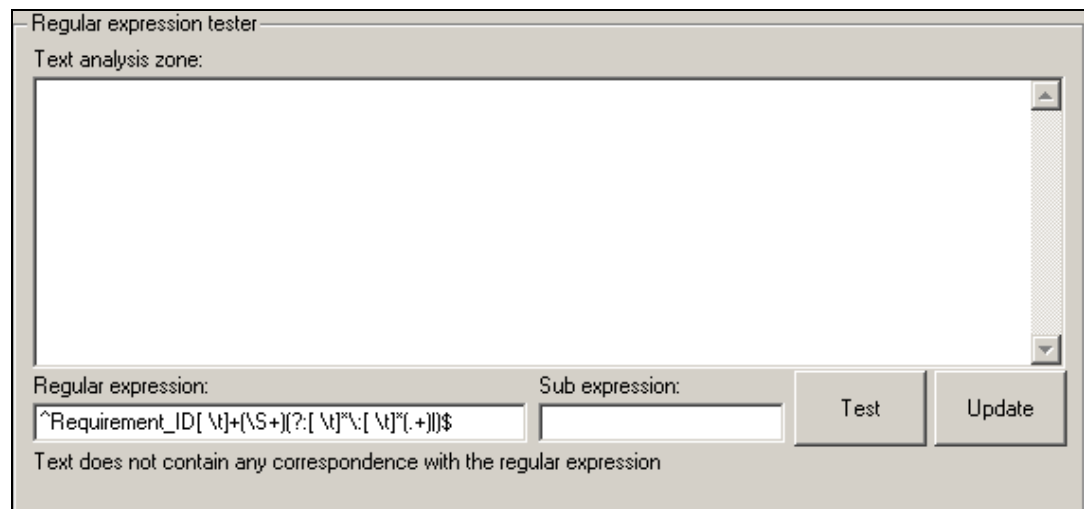 Regular expression tester
Text analysis zone:
Regular expression:
Sub expression:
^Requirement_ID[ \t]+(\S+)(?:[ \t]*\:[ \t]*(.+)|)$
Test
Update
Text does not contain any correspondence with the regular expression